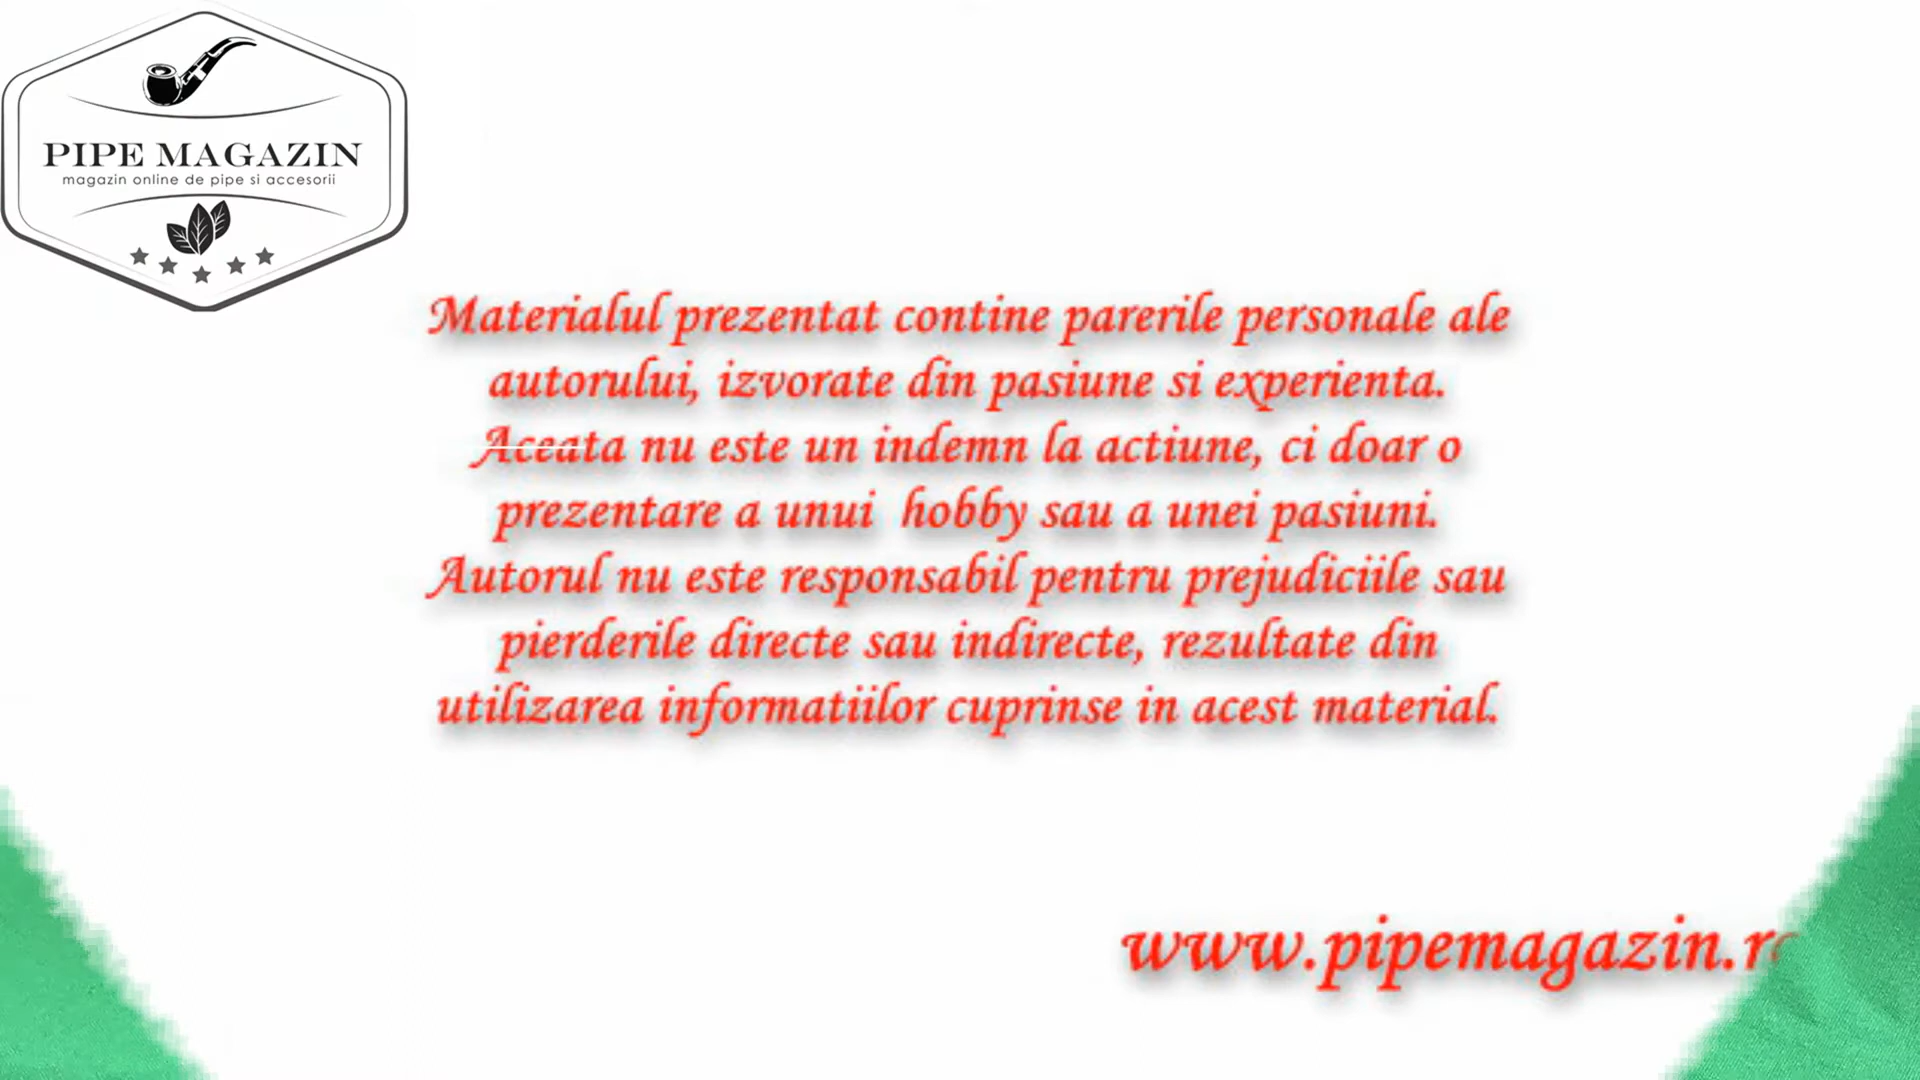 PIPE MAGAZIN
magazin online de pipe si accesorii
Materialul prezentat contine parerile personale ale
autorului, izvorate din pasiune si experienta.
Aceata nu este un indemn la actiune, ci doar o
prezentare a unui hobby sau a unei pasiuni.
Autorul nu este responsabil pentru prejudiciile sau
pierderile directe sau indirecte, rezultate din
utilizarea informatiilor cuprinse in acest material.
www.pipemagazin.ro